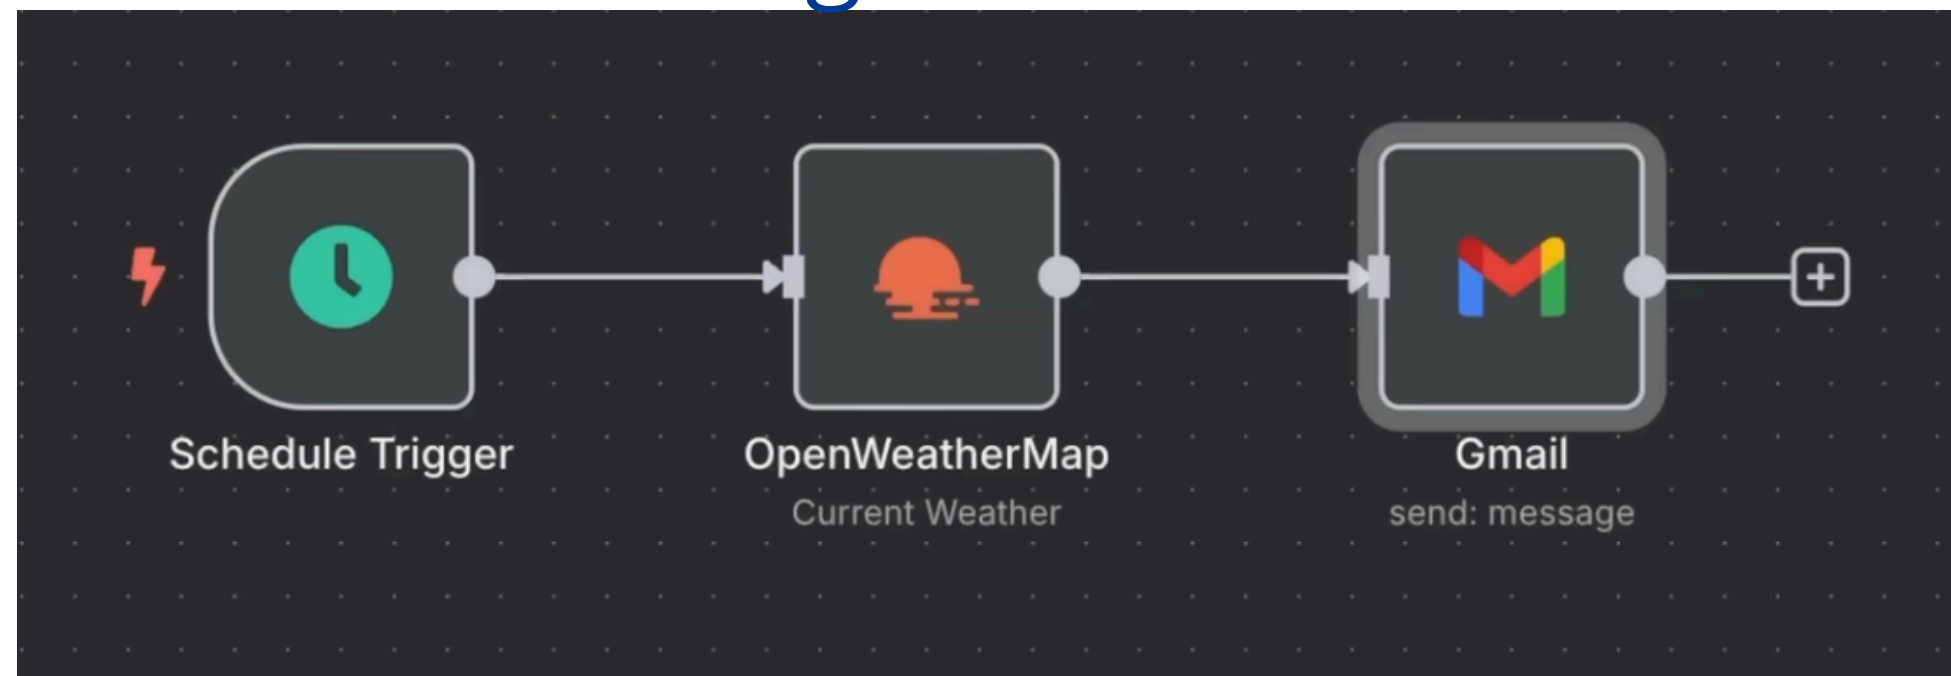 Schedule Trigger
OpenWeatherMap
Current Weather
Gmail
send: message